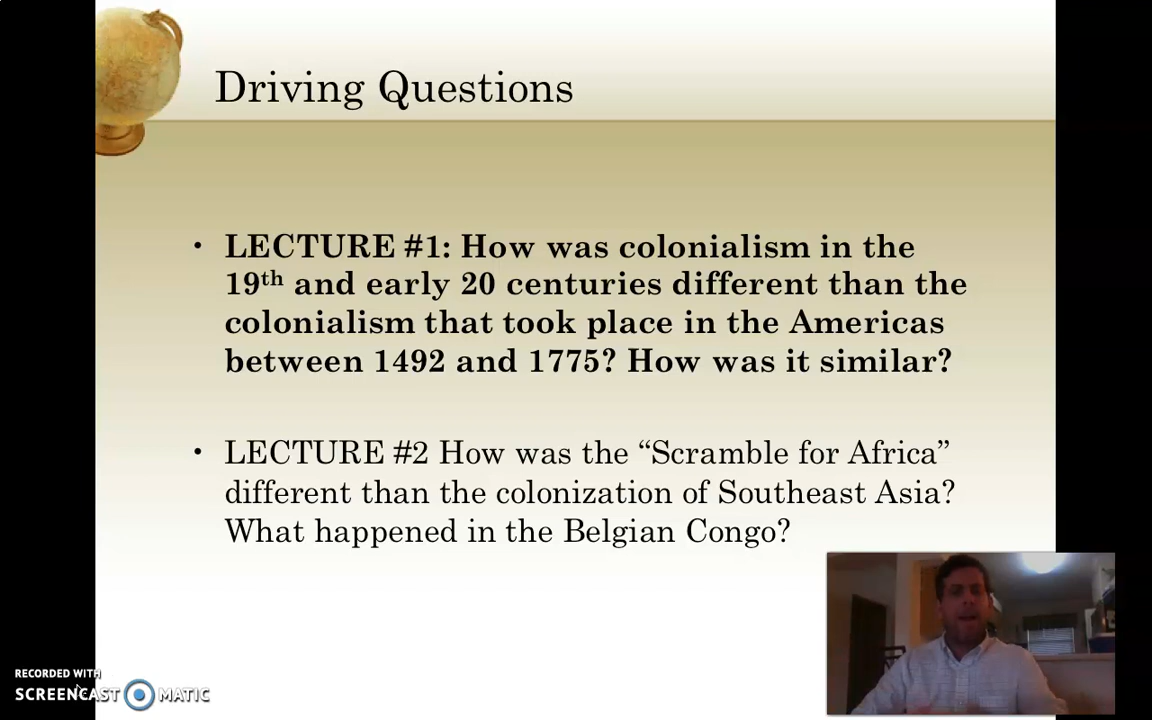 Driving Questions
• LECTURE #1: How was colonialism in the
19th and early 20 centuries different than the
colonialism that took place in the Americas
between 1492 and 1775? How was it similar?
• LECTURE #2 How was the “Scramble for Africa”
different than the colonization of Southeast Asia?
What happened in the Belgian Congo?
RECORDED WITH
SCREENCAST MATIC